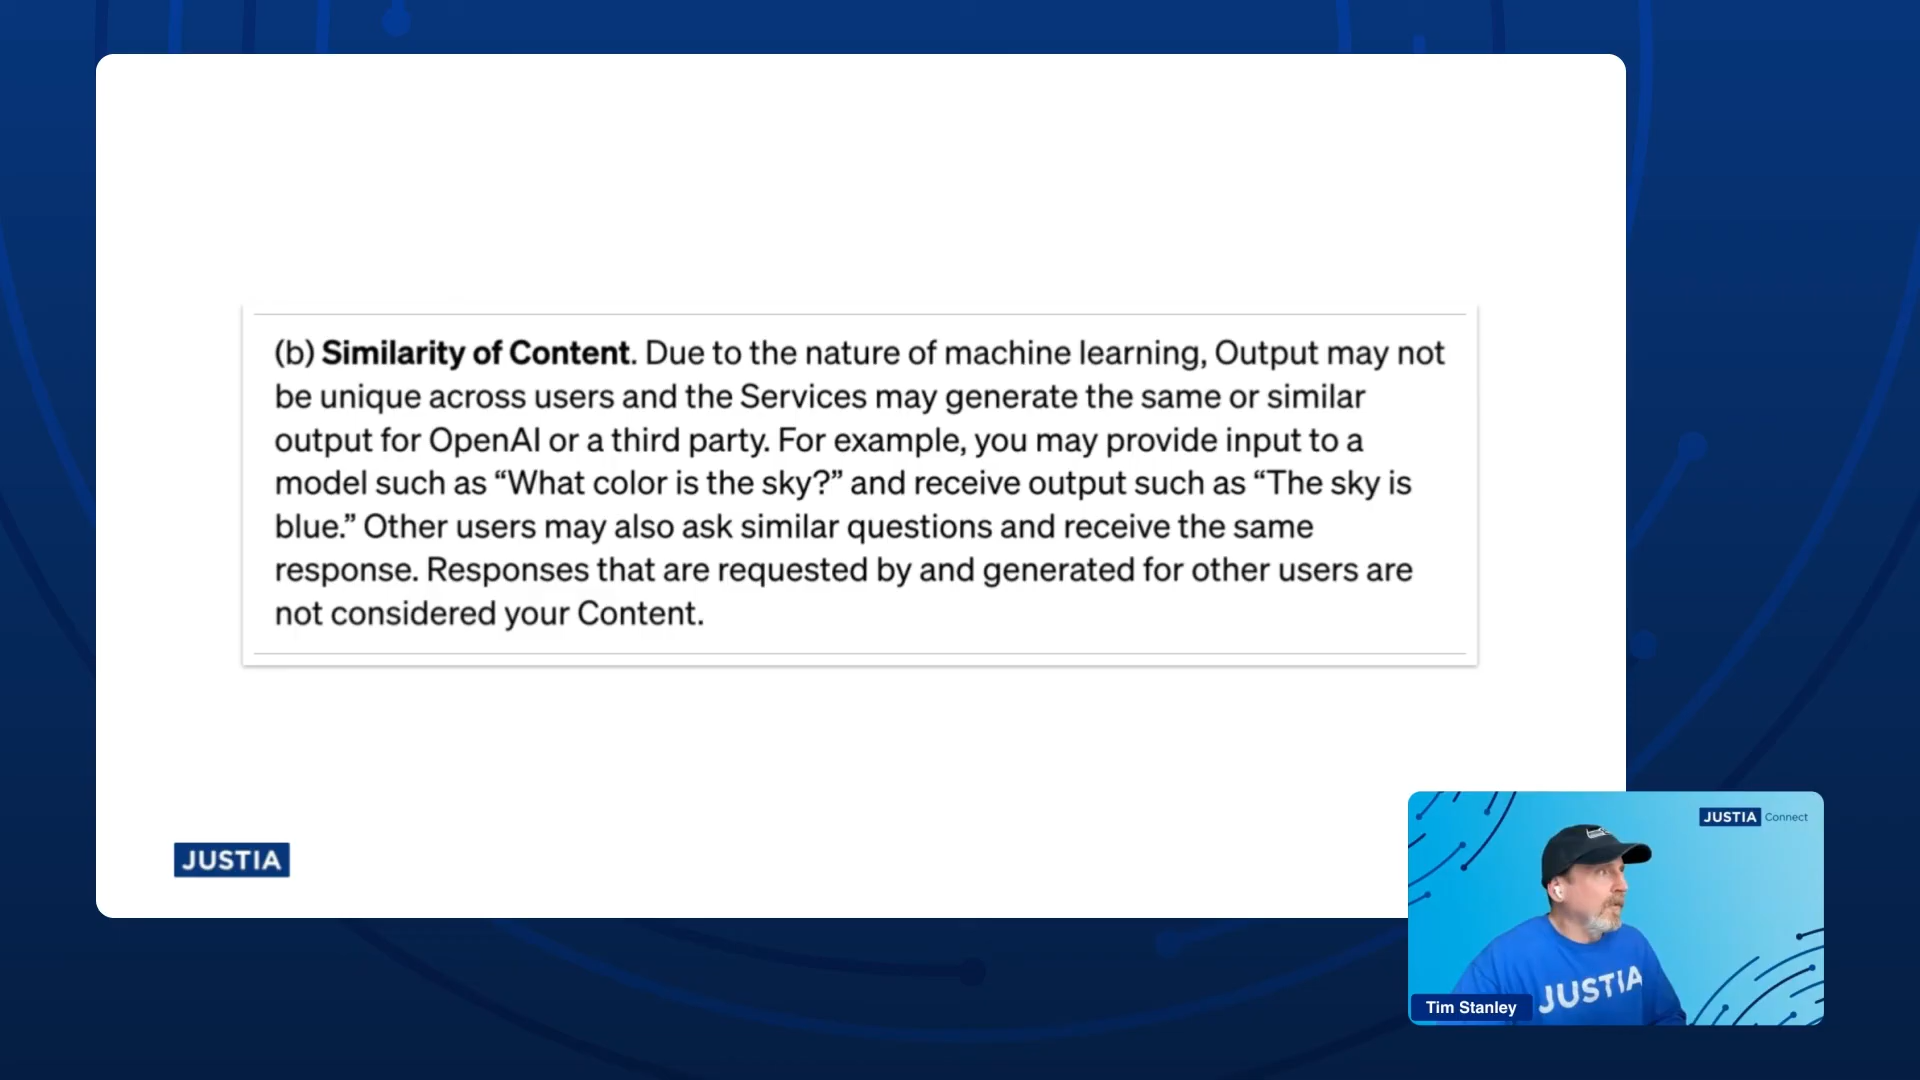 (b) Similarity of Content. Due to the nature of machine learning, Output may not
be unique across users and the Services may generate the same or similar
output for OpenAI or a third party. For example, you may provide input to a
model such as “What color is the sky?” and receive output such as “The sky is
blue.” Other users may also ask similar questions and receive the same
response. Responses that are requested by and generated for other users are
not considered your Content.
JUSTIA
JUSTIA Connect
JUSTIA
Tim Stanley